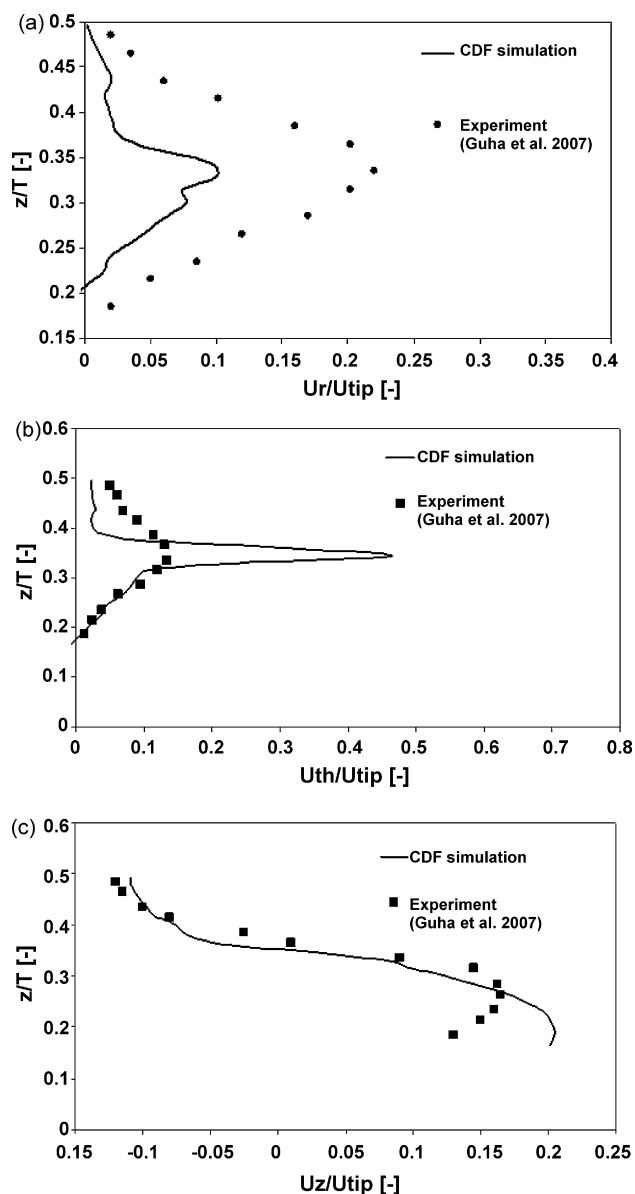 (a)
0.5
0.45
0.4
0.35
0.3
0.25
0.2
0.15
z/T [-]
CDF simulation
Experiment
(Guha et al. 2007)
0 0.05 0.1 0.15 0.2 0.25 0.3 0.35 0.4
Ur/Utip [-]
(b)
0.6
0.5
0.4
0.3
0.2
0.1
0
z/T [-]
CDF simulation
Experiment
(Guha et al. 2007)
0 0.1 0.2 0.3 0.4 0.5 0.6 0.7 0.8
Uth/Utip [-]
(c)
0.6
0.5
0.4
0.3
0.2
0.1
0
z/T [-]
CDF simulation
Experiment
(Guha et al. 2007)
0.15 -0.1 -0.05 0 0.05 0.1 0.15 0.2 0.25
Uz/Utip [-]